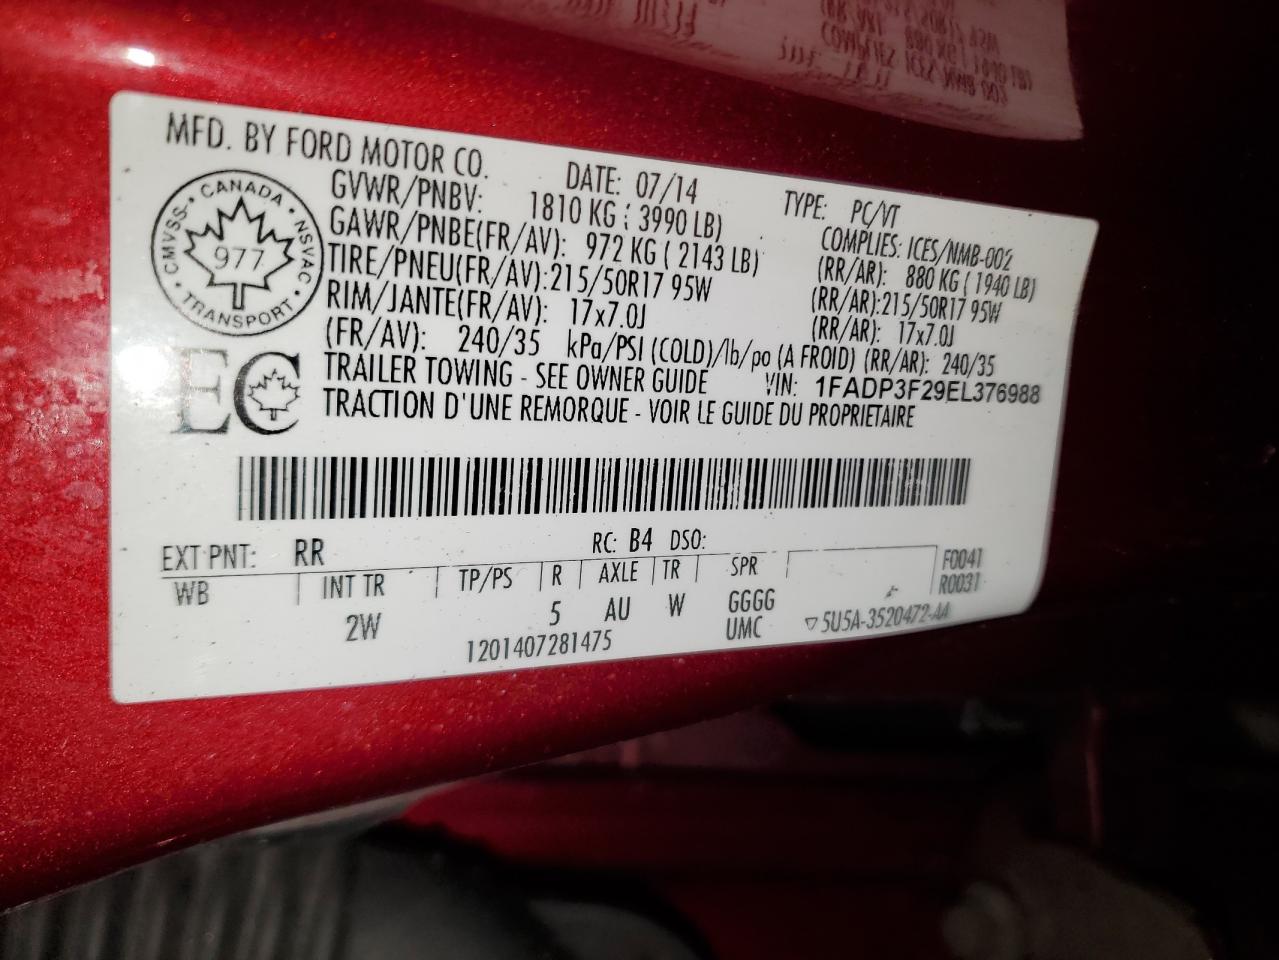 MFD. BY FORD MOTOR CO. DATE: 07/14 TYPE: PC/VT
GVWR/PNBV: 1810 KG ( 3990 LB) COMPLIES: ICES/NMB-002
GAWR/PNBE(FR/AV): 972 KG ( 2143 LB) (RR/AR): 880 KG ( 1940 LB)
TIRE/PNEU(FR/AV):215/50R17 95W (RR/AR):215/50R17 95W
RIM/JANTE(FR/AV): 17x7.0J (RR/AR): 17x7.0J
(FR/AV): 240/35 kPa/PSI (COLD)/lb/po (A FROID) (RR/AR): 240/35
TRAILER TOWING - SEE OWNER GUIDE VIN: 1FADP3F29EL376988
TRACTION D'UNE REMORQUE - VOIR LE GUIDE DU PROPRIETAIRE
CANADA
CMVSS · NSVAC
977
TRANSPORT
EC
EXT PNT: RR RC: B4 DSO:
WB INT TR TP/PS R AXLE TR SPR F0041
R0031
2W 5 AU W GGGG
UMC
1201407281475 5U5A-3520472-AA